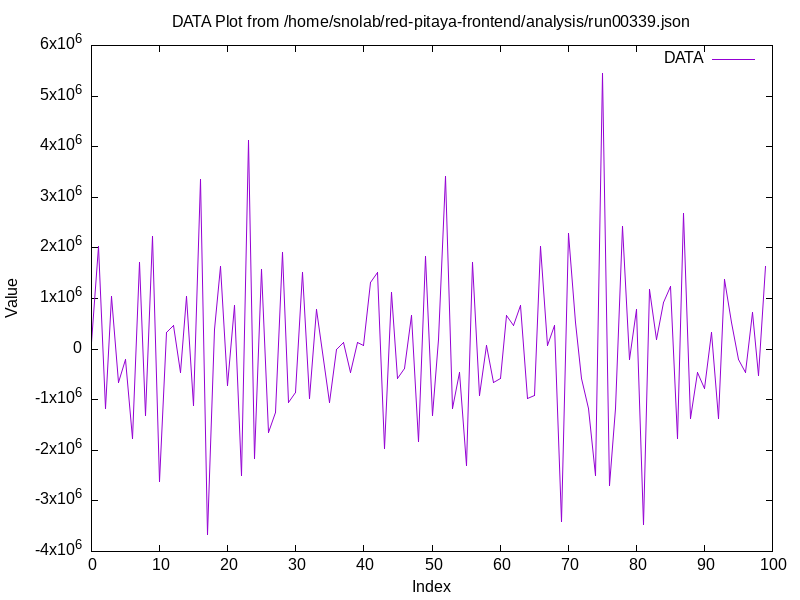 DATA Plot from /home/snolab/red-pitaya-frontend/analysis/run00339.json
DATA
6x10⁶
5x10⁶
4x10⁶
3x10⁶
2x10⁶
1x10⁶
0
-1x10⁶
-2x10⁶
-3x10⁶
-4x10⁶
Value
0 10 20 30 40 50 60 70 80 90 100
Index